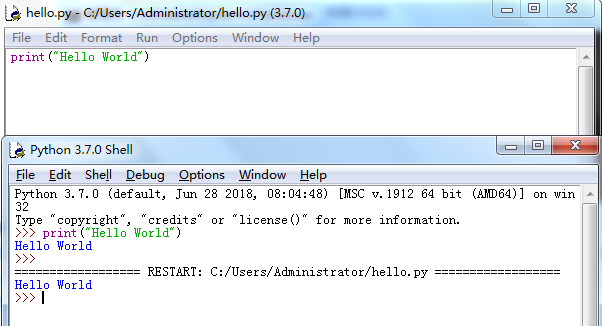 hello.py - C:/Users/Administrator/hello.py (3.7.0)
File Edit Format Run Options Window Help
print("Hello World")
Python 3.7.0 Shell
File Edit Shell Debug Options Window Help
Python 3.7.0 (default, Jun 28 2018, 08:04:48) [MSC v.1912 64 bit (AMD64)] on win
32
Type "copyright", "credits" or "license()" for more information.
>>> print("Hello World")
Hello World
>>>
================== RESTART: C:/Users/Administrator/hello.py ==================
Hello World
>>>